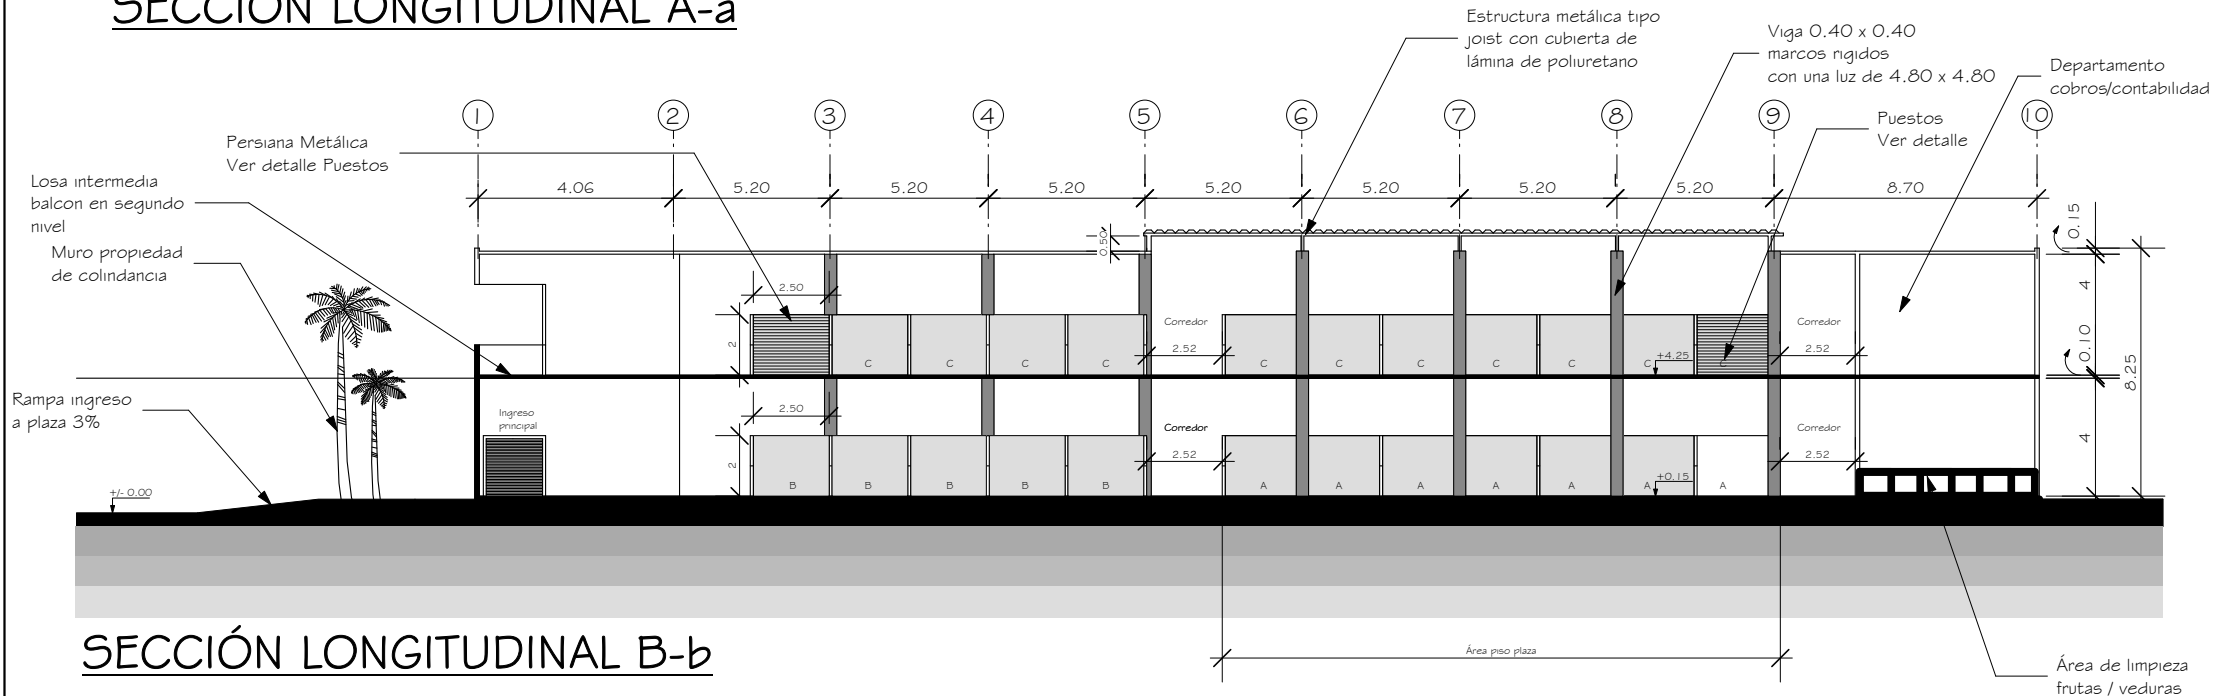 SECCIÓN LONGITUDINAL A-a
Estructura metálica tipo
joist con cubierta de
lámina de poliuretano
Viga 0.40 x 0.40
marcos rigidos
con una luz de 4.80 x 4.80
Departamento
cobros/contabilidad
Puestos
Ver detalle
Persiana Metálica
Ver detalle Puestos
Losa intermedia
balcon en segundo
nivel
Muro propiedad
de colindancia
Rampa ingreso
a plaza 3%
1 2 3 4 5 6 7 8 9 10
4.06 5.20 5.20 5.20 5.20 5.20 5.20 5.20 8.70
0.50
0.15
2.50
4
Corredor
Corredor
2
2.52
2.52
C C C C C C C C C C C
+4.25
0.10
8.25
2.50
Ingreso
principal
Corredor
Corredor
2
2.52
2.52
4
B B B B B A A A A A A A
+0.15
+/- 0.00
Área piso plaza
SECCIÓN LONGITUDINAL B-b
Área de limpieza
frutas / veduras